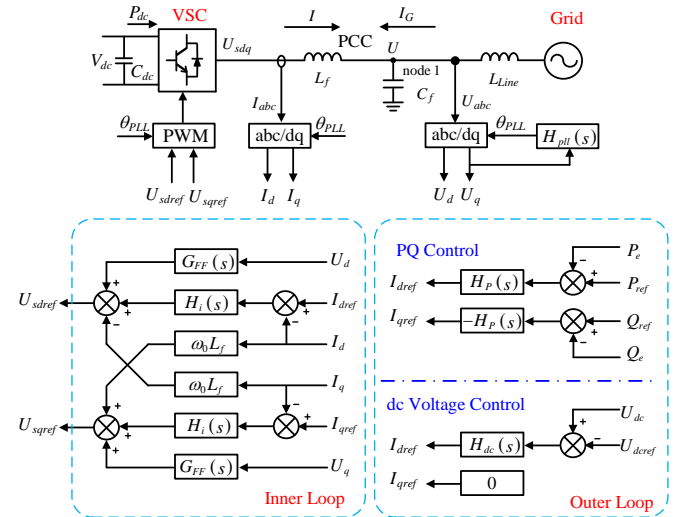 P_dc
VSC
I
I_G
Grid
V_dc
C_dc
U_sdq
PCC
U
L_f
node 1
C_f
L_Line
I_abc
U_abc
θ_PLL
PWM
abc/dq
θ_PLL
abc/dq
θ_PLL
H_pll(s)
U_sdref
U_sqref
I_d
I_q
U_d
U_q
G_FF(s)
U_d
+
U_sdref
+
H_i(s)
+
I_dref
−
−
ω_0L_f
I_d
ω_0L_f
I_q
+
−
U_sqref
+
H_i(s)
+
I_qref
+
G_FF(s)
U_q
Inner Loop
PQ Control
P_e
−
I_dref
H_P(s)
+
P_ref
I_qref
−H_P(s)
+
Q_ref
−
Q_e
dc Voltage Control
U_dc
+
I_dref
H_dc(s)
−
U_dcref
I_qref
0
Outer Loop